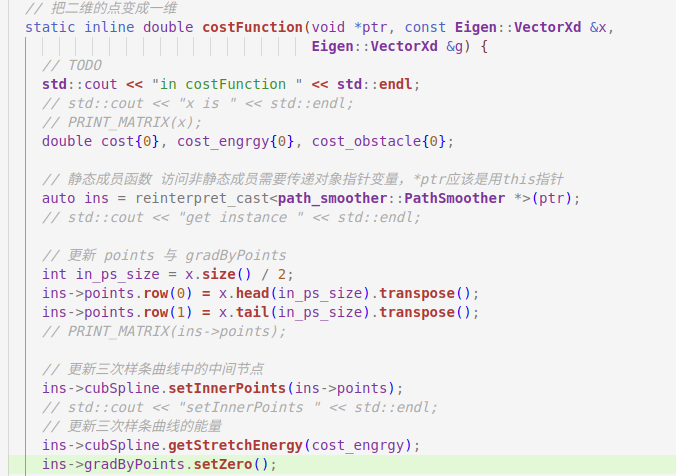 // 把二维的点变成一维
static inline double costFunction(void *ptr, const Eigen::VectorXd &x,
Eigen::VectorXd &g) {
// TODO
std::cout << "in costFunction " << std::endl;
// std::cout << "x is " << std::endl;
// PRINT_MATRIX(x);
double cost{0}, cost_engrgy{0}, cost_obstacle{0};
// 静态成员函数 访问非静态成员需要传递对象指针变量，*ptr应该是用this指针
auto ins = reinterpret_cast<path_smoother::PathSmoother *>(ptr);
// std::cout << "get instance " << std::endl;
// 更新 points 与 gradByPoints
int in_ps_size = x.size() / 2;
ins->points.row(0) = x.head(in_ps_size).transpose();
ins->points.row(1) = x.tail(in_ps_size).transpose();
// PRINT_MATRIX(ins->points);
// 更新三次样条曲线中的中间节点
ins->cubSpline.setInnerPoints(ins->points);
// std::cout << "setInnerPoints " << std::endl;
// 更新三次样条曲线的能量
ins->cubSpline.getStretchEnergy(cost_engrgy);
ins->gradByPoints.setZero();